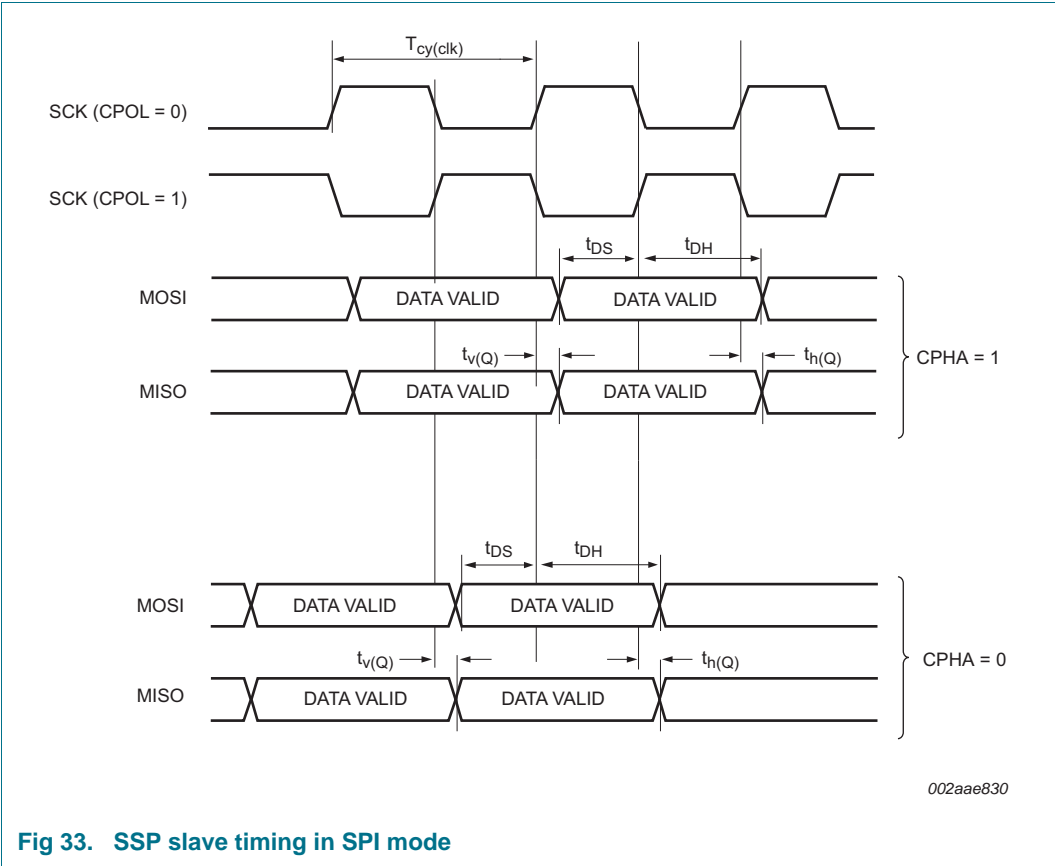 Tcy(clk)
SCK (CPOL = 0)
SCK (CPOL = 1)
tDS tDH
MOSI DATA VALID DATA VALID
tv(Q) th(Q)
CPHA = 1
MISO DATA VALID DATA VALID
tDS tDH
MOSI DATA VALID DATA VALID
tv(Q) th(Q)
CPHA = 0
MISO DATA VALID DATA VALID
002aae830
Fig 33. SSP slave timing in SPI mode